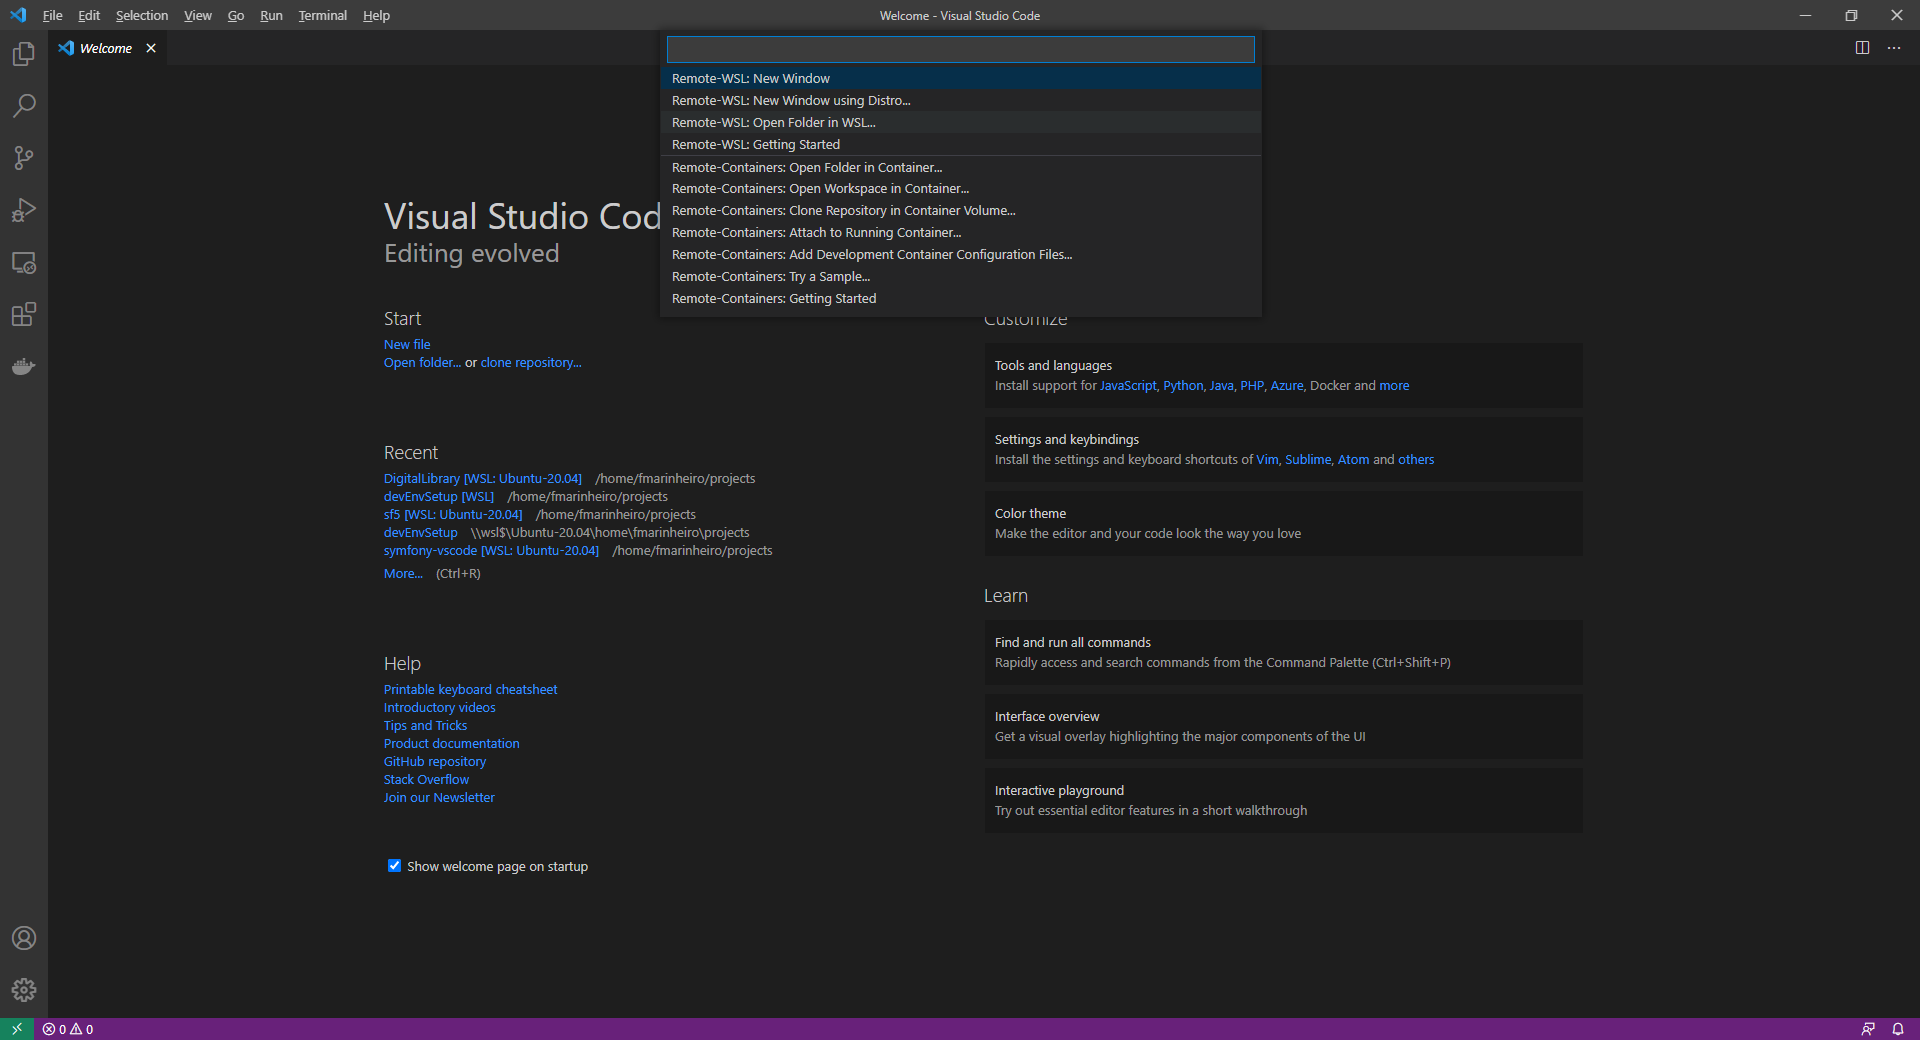 File Edit Selection View Go Run Terminal Help
Welcome - Visual Studio Code
Welcome
Remote-WSL: New Window
Remote-WSL: New Window using Distro...
Remote-WSL: Open Folder in WSL...
Remote-WSL: Getting Started
Remote-Containers: Open Folder in Container...
Remote-Containers: Open Workspace in Container...
Remote-Containers: Clone Repository in Container Volume...
Remote-Containers: Attach to Running Container...
Remote-Containers: Add Development Container Configuration Files...
Remote-Containers: Try a Sample...
Remote-Containers: Getting Started
Visual Studio Cod
Editing evolved
Start
New file
Open folder... or clone repository...
Recent
DigitalLibrary [WSL: Ubuntu-20.04] /home/fmarinheiro/projects
devEnvSetup [WSL] /home/fmarinheiro/projects
sf5 [WSL: Ubuntu-20.04] /home/fmarinheiro/projects
devEnvSetup \\wsl$\Ubuntu-20.04\home\fmarinheiro\projects
symfony-vscode [WSL: Ubuntu-20.04] /home/fmarinheiro/projects
More... (Ctrl+R)
Help
Printable keyboard cheatsheet
Introductory videos
Tips and Tricks
Product documentation
GitHub repository
Stack Overflow
Join our Newsletter
Show welcome page on startup
Customize
Tools and languages
Install support for JavaScript, Python, Java, PHP, Azure, Docker and more
Settings and keybindings
Install the settings and keyboard shortcuts of Vim, Sublime, Atom and others
Color theme
Make the editor and your code look the way you love
Learn
Find and run all commands
Rapidly access and search commands from the Command Palette (Ctrl+Shift+P)
Interface overview
Get a visual overlay highlighting the major components of the UI
Interactive playground
Try out essential editor features in a short walkthrough
0 0